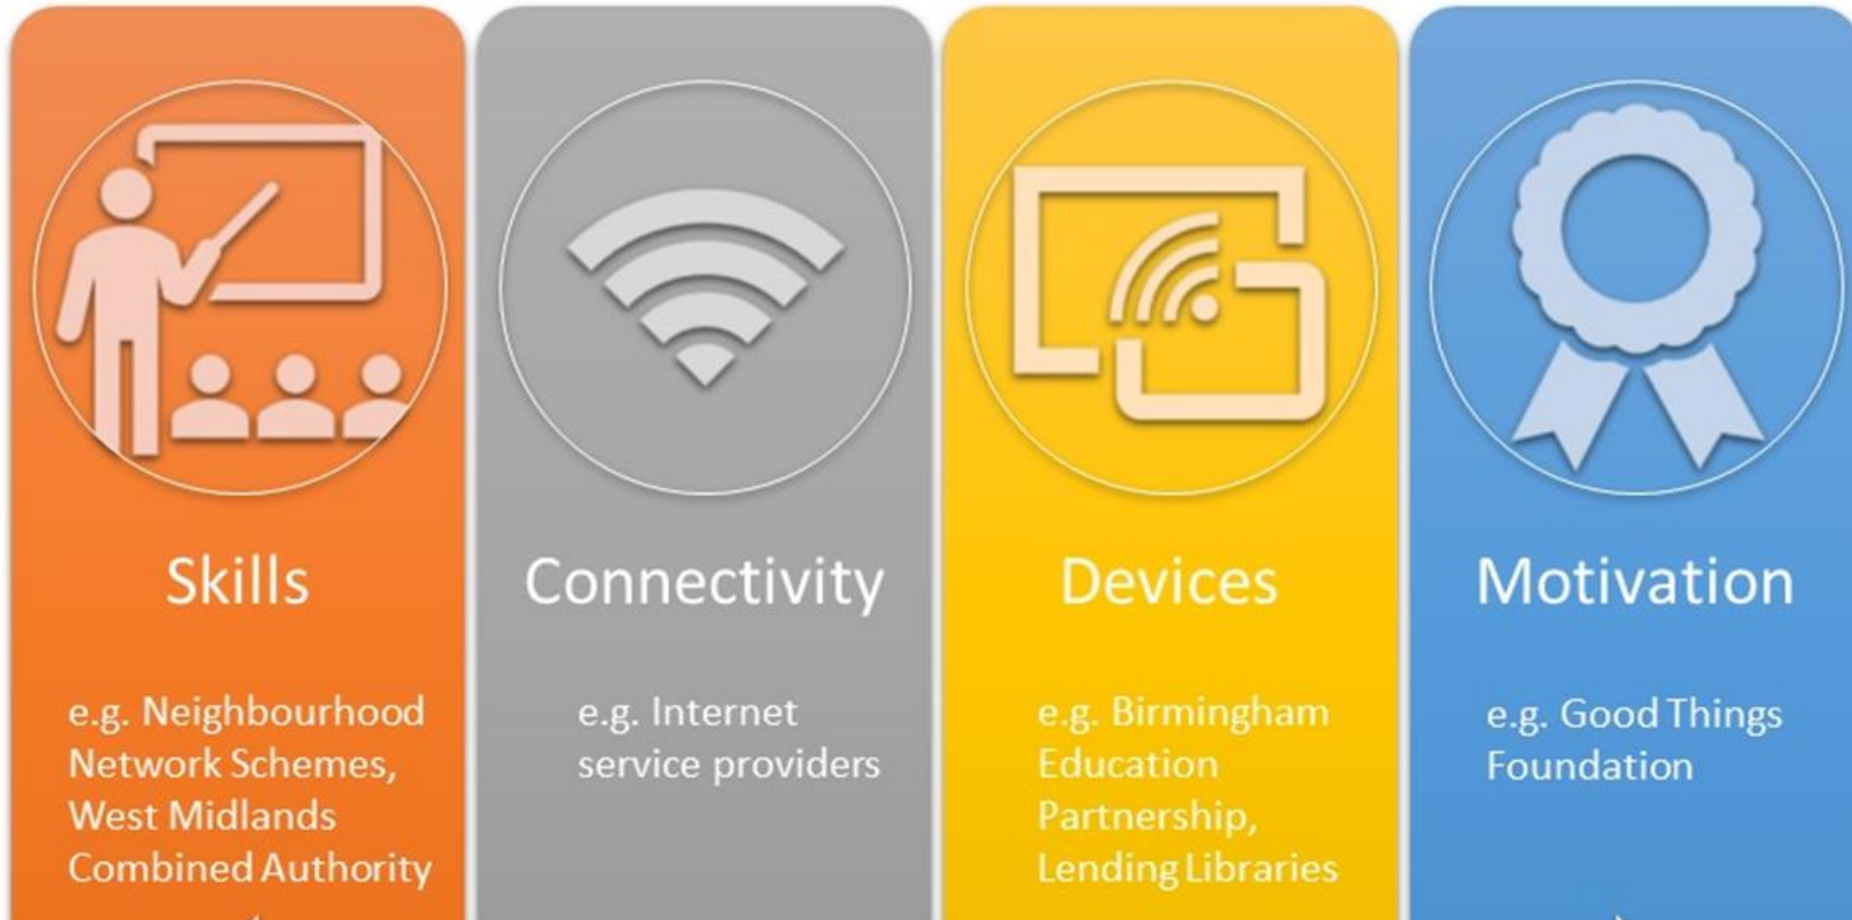 Skills
e.g. Neighbourhood
Network Schemes,
West Midlands
Combined Authority
Connectivity
e.g. Internet
service providers
Devices
e.g. Birmingham
Education
Partnership,
Lending Libraries
Motivation
e.g. Good Things
Foundation